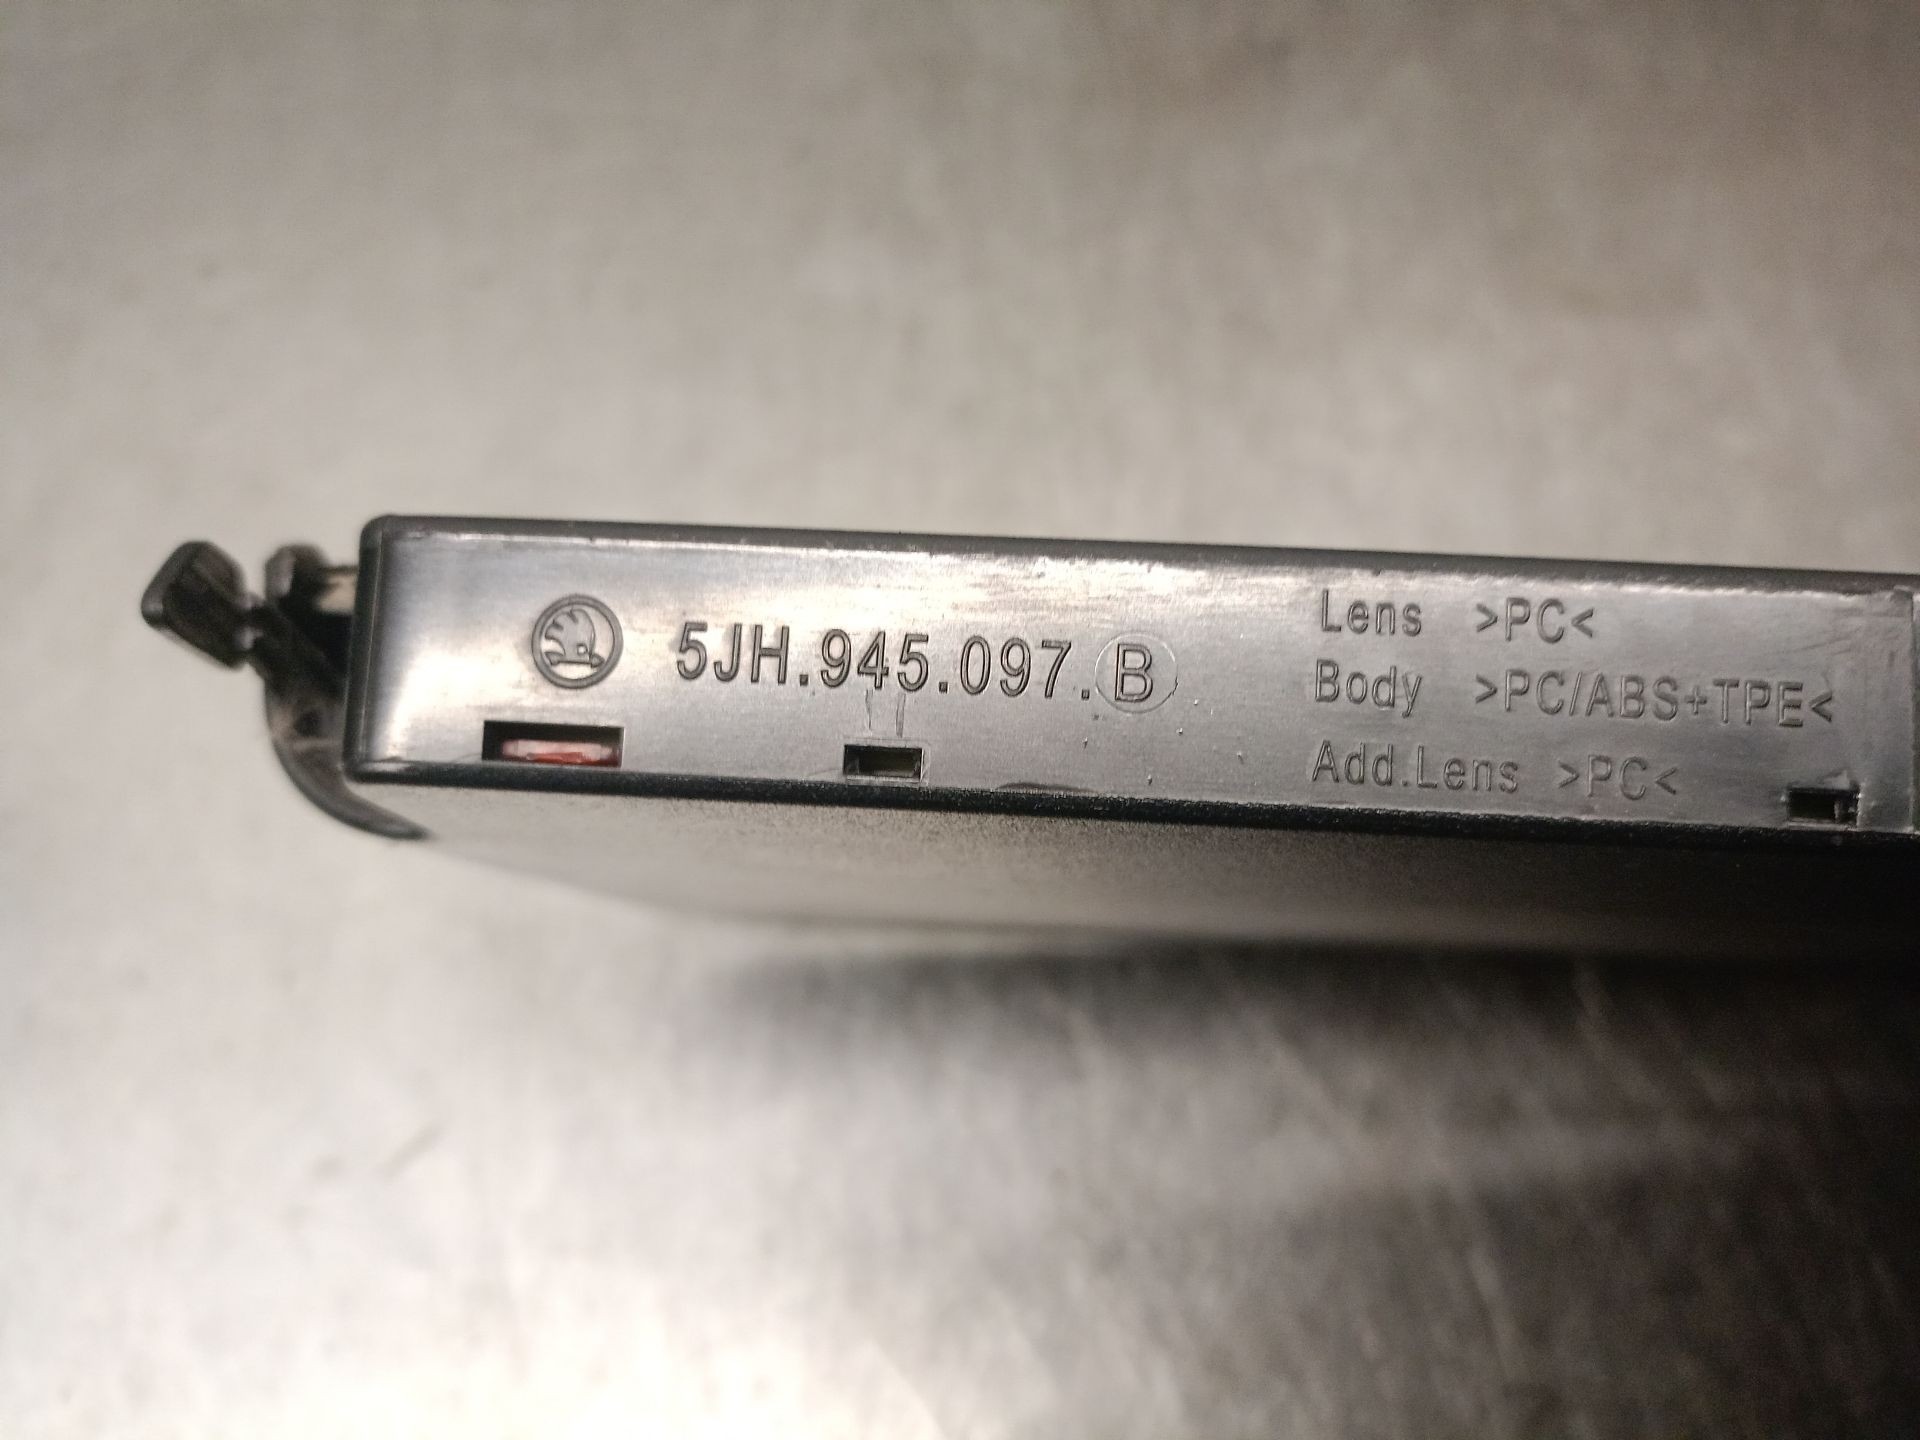 5JH.945.097.B
Lens >PC<
Body >PC/ABS+TPE<
Add.Lens >PC<